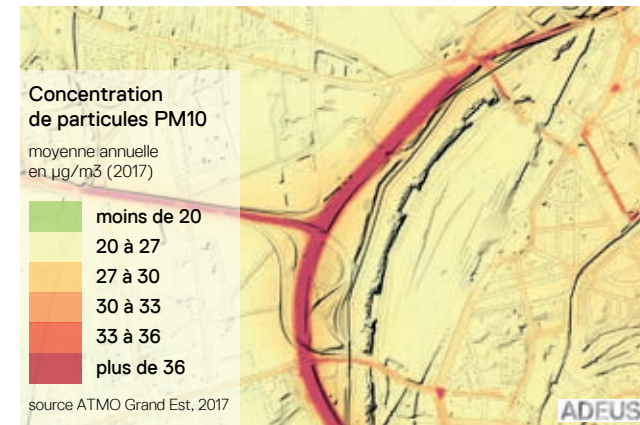 Concentration
de particules PM10
moyenne annuelle
en µg/m3 (2017)
moins de 20
20 à 27
27 à 30
30 à 33
33 à 36
plus de 36
source ATMO Grand Est, 2017
ADEUS